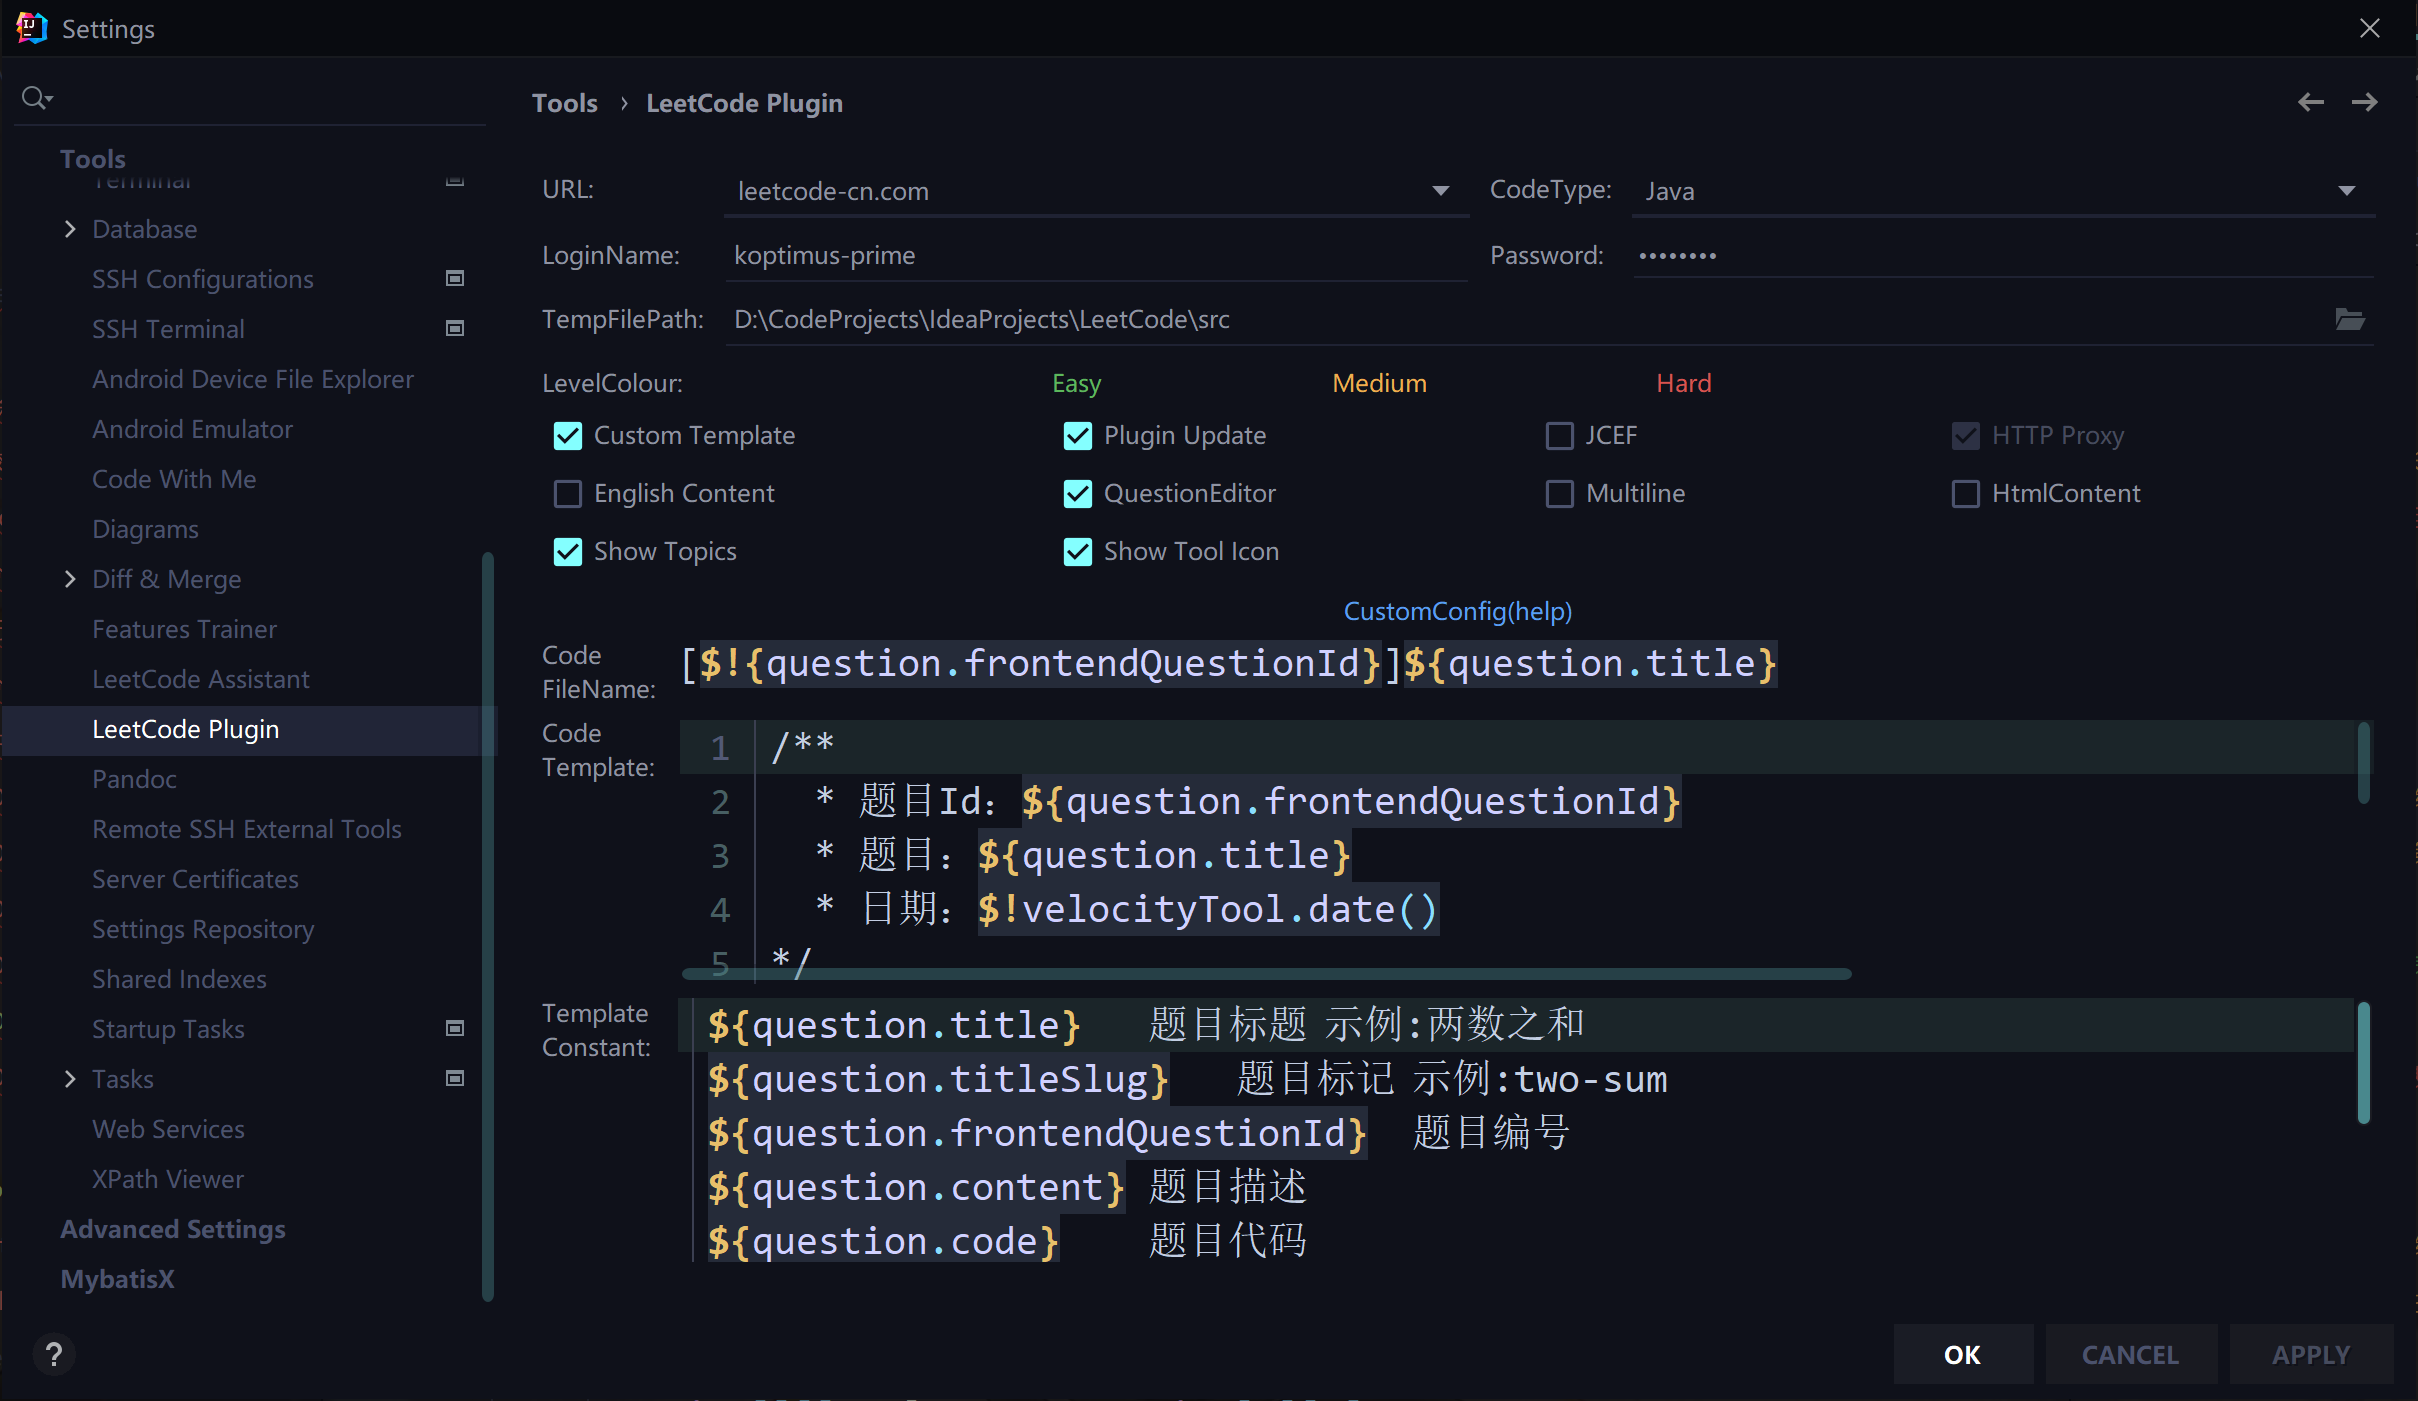 Settings
Tools › LeetCode Plugin
Tools
Terminal
Database
SSH Configurations
SSH Terminal
Android Device File Explorer
Android Emulator
Code With Me
Diagrams
Diff & Merge
Features Trainer
LeetCode Assistant
LeetCode Plugin
Pandoc
Remote SSH External Tools
Server Certificates
Settings Repository
Shared Indexes
Startup Tasks
Tasks
Web Services
XPath Viewer
Advanced Settings
MybatisX
URL: leetcode-cn.com CodeType: Java
LoginName: koptimus-prime Password: ••••••••
TempFilePath: D:\CodeProjects\IdeaProjects\LeetCode\src
LevelColour: Easy Medium Hard
Custom Template Plugin Update JCEF HTTP Proxy
English Content QuestionEditor Multiline HtmlContent
Show Topics Show Tool Icon
CustomConfig(help)
Code FileName: [$!{question.frontendQuestionId}]${question.title}
Code Template:
1 /**
2 * 题目Id：${question.frontendQuestionId}
3 * 题目：${question.title}
4 * 日期：$!velocityTool.date()
5 */
Template Constant:
${question.title} 题目标题 示例:两数之和
${question.titleSlug} 题目标记 示例:two-sum
${question.frontendQuestionId} 题目编号
${question.content} 题目描述
${question.code} 题目代码
? OK CANCEL APPLY